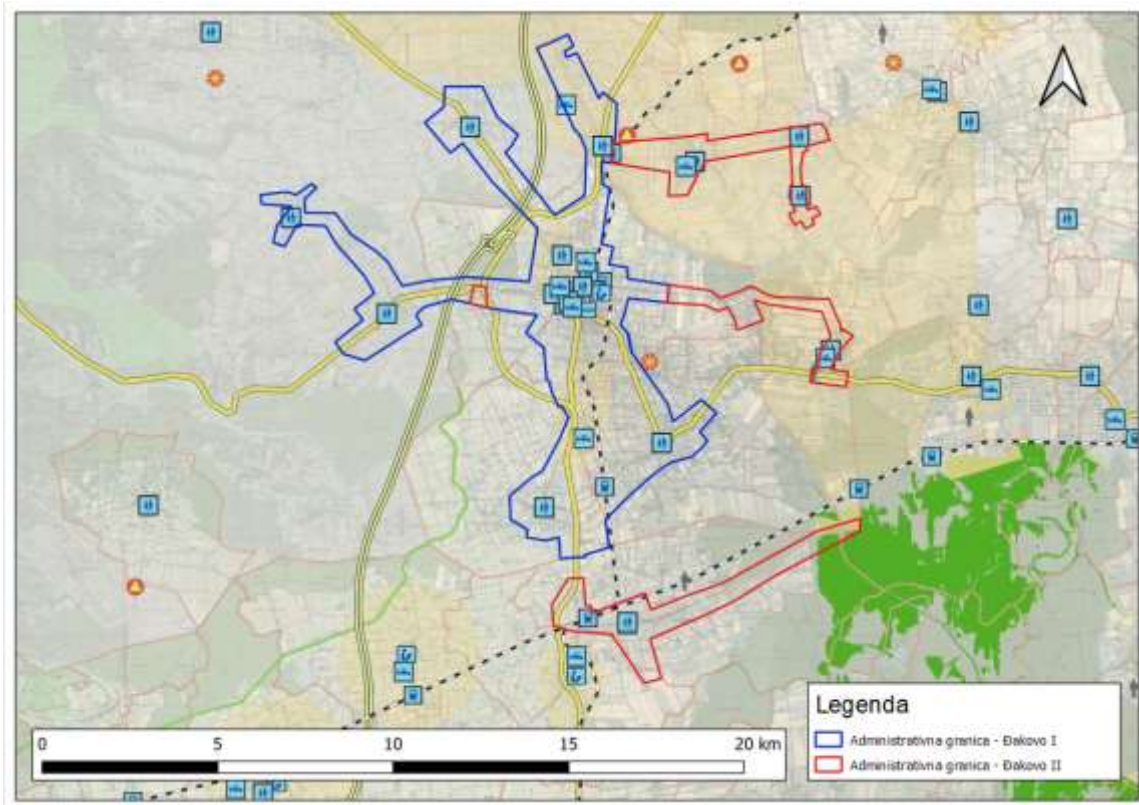 Legenda
Administrativna granica - Đakovo I
Administrativna granica - Đakovo II
0 5 10 15 20 km